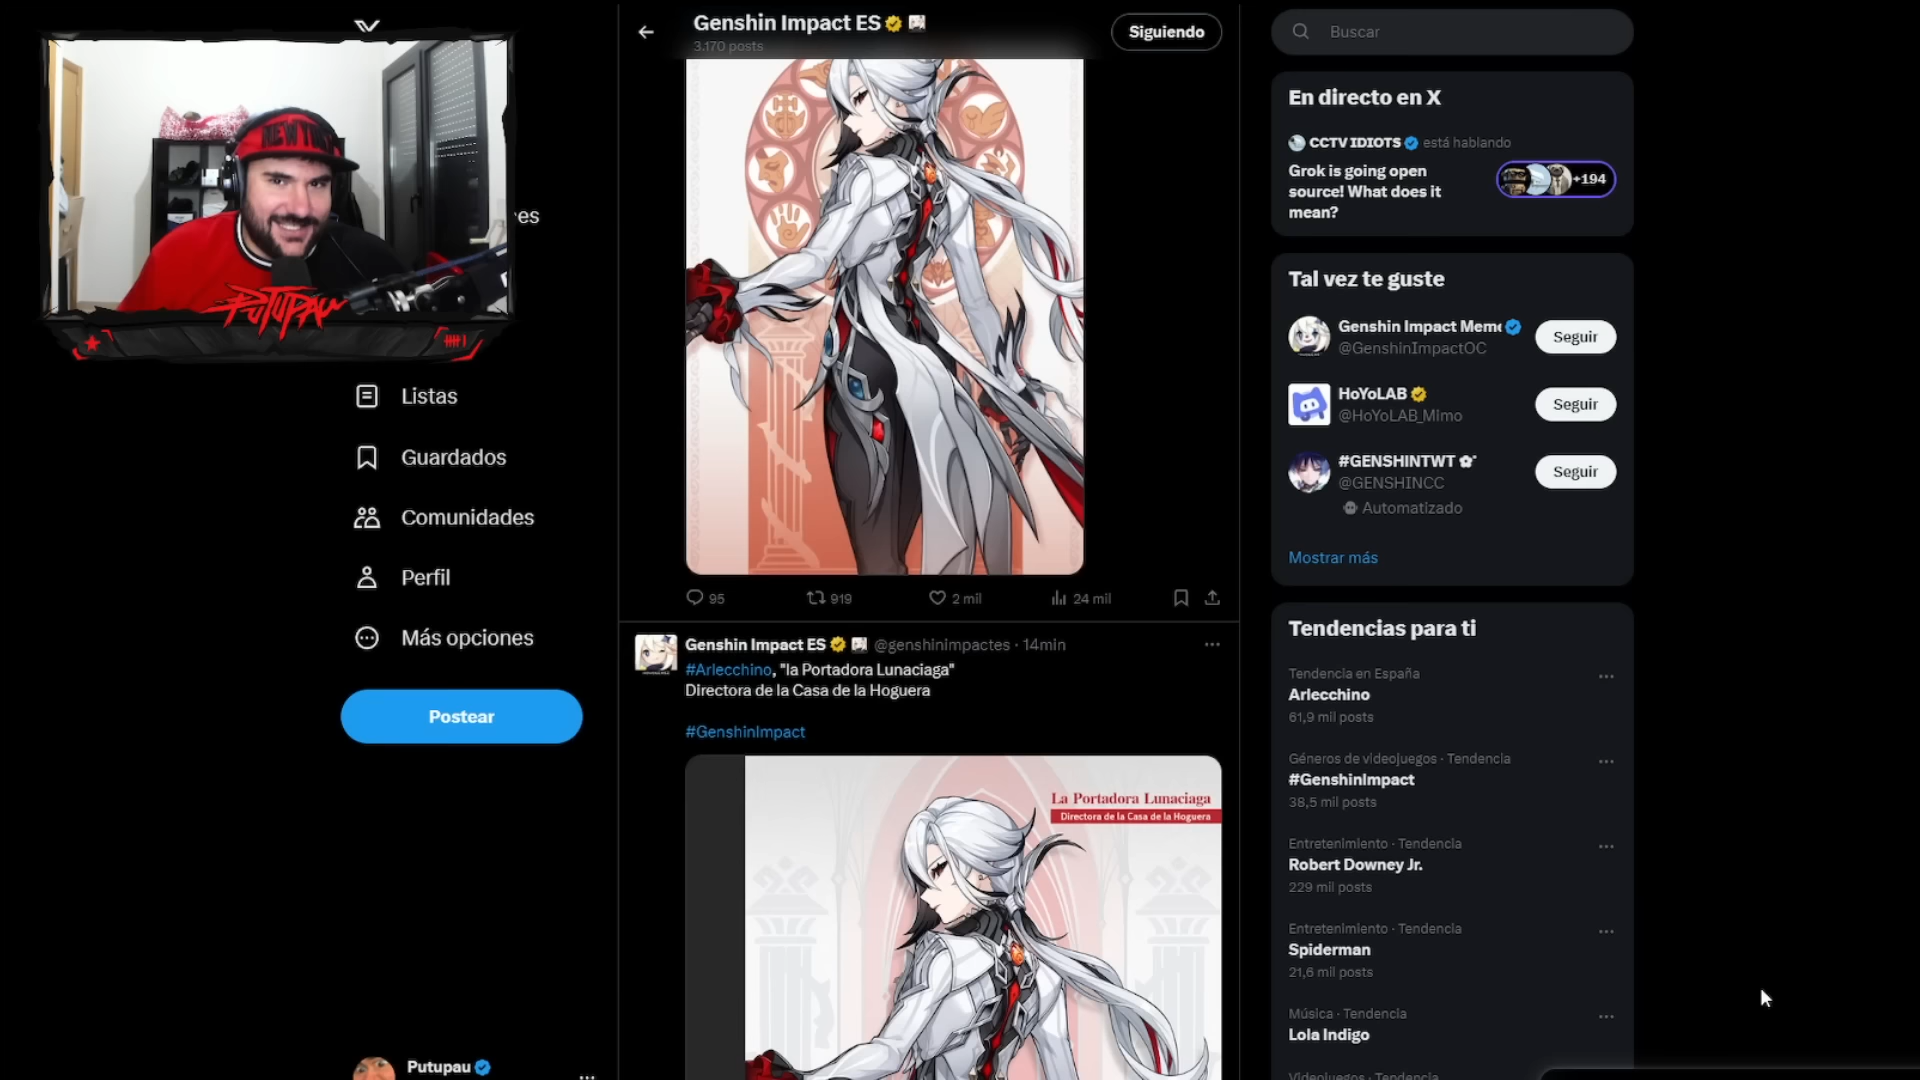 NEWTRAL
PUTUPAU
es
Listas
Guardados
Comunidades
Perfil
Más opciones
Postear
Putupau
Genshin Impact ES
3.170 posts
Siguiendo
95
919
2 mil
24 mil
Genshin Impact ES @genshinimpactes · 14min
#Arlecchino, "la Portadora Lunaciaga"
Directora de la Casa de la Hoguera
#GenshinImpact
La Portadora Lunaciaga
Directora de la Casa de la Hoguera
Buscar
En directo en X
CCTV IDIOTS está hablando
Grok is going open
source! What does it
mean?
+194
Tal vez te guste
Genshin Impact Meme
@GenshinImpactOC
Seguir
HoYoLAB
@HoYoLAB_Mimo
Seguir
#GENSHINTWT ✿˚
@GENSHINCC
Automatizado
Seguir
Mostrar más
Tendencias para ti
Tendencia en España
Arlecchino
61,9 mil posts
Géneros de videojuegos · Tendencia
#GenshinImpact
38,5 mil posts
Entretenimiento · Tendencia
Robert Downey Jr.
229 mil posts
Entretenimiento · Tendencia
Spiderman
21,6 mil posts
Música · Tendencia
Lola Indigo
Videojuegos · Tendencia